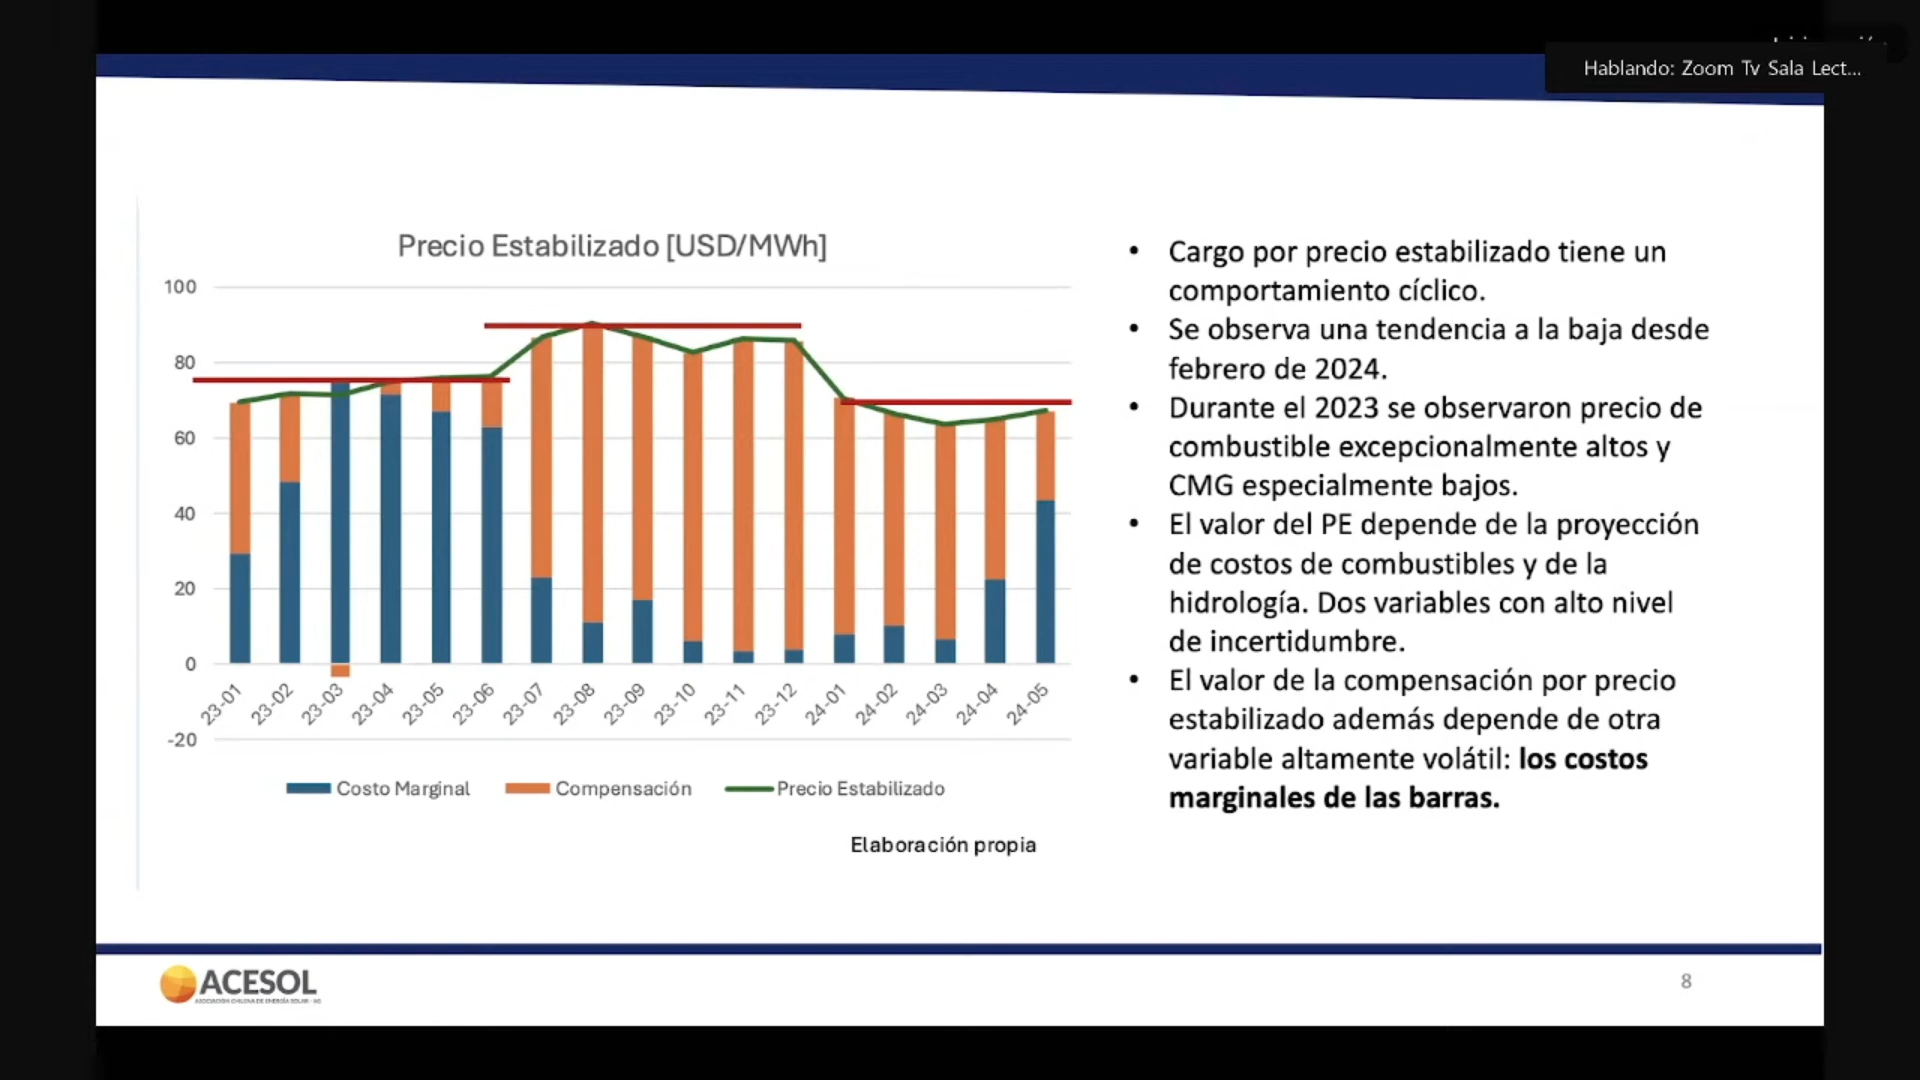 Hablando: Zoom Tv Sala Lect...
Precio Estabilizado [USD/MWh]
100
80
60
40
20
0
-20
23-01
23-02
23-03
23-04
23-05
23-06
23-07
23-08
23-09
23-10
23-11
23-12
24-01
24-02
24-03
24-04
24-05
Costo Marginal
Compensación
Precio Estabilizado
Elaboración propia
• Cargo por precio estabilizado tiene un
comportamiento cíclico.
• Se observa una tendencia a la baja desde
febrero de 2024.
• Durante el 2023 se observaron precio de
combustible excepcionalmente altos y
CMG especialmente bajos.
• El valor del PE depende de la proyección
de costos de combustibles y de la
hidrología. Dos variables con alto nivel
de incertidumbre.
• El valor de la compensación por precio
estabilizado además depende de otra
variable altamente volátil: los costos
marginales de las barras.
ACESOL
ASOCIACIÓN CHILENA DE ENERGÍA SOLAR - AG
8